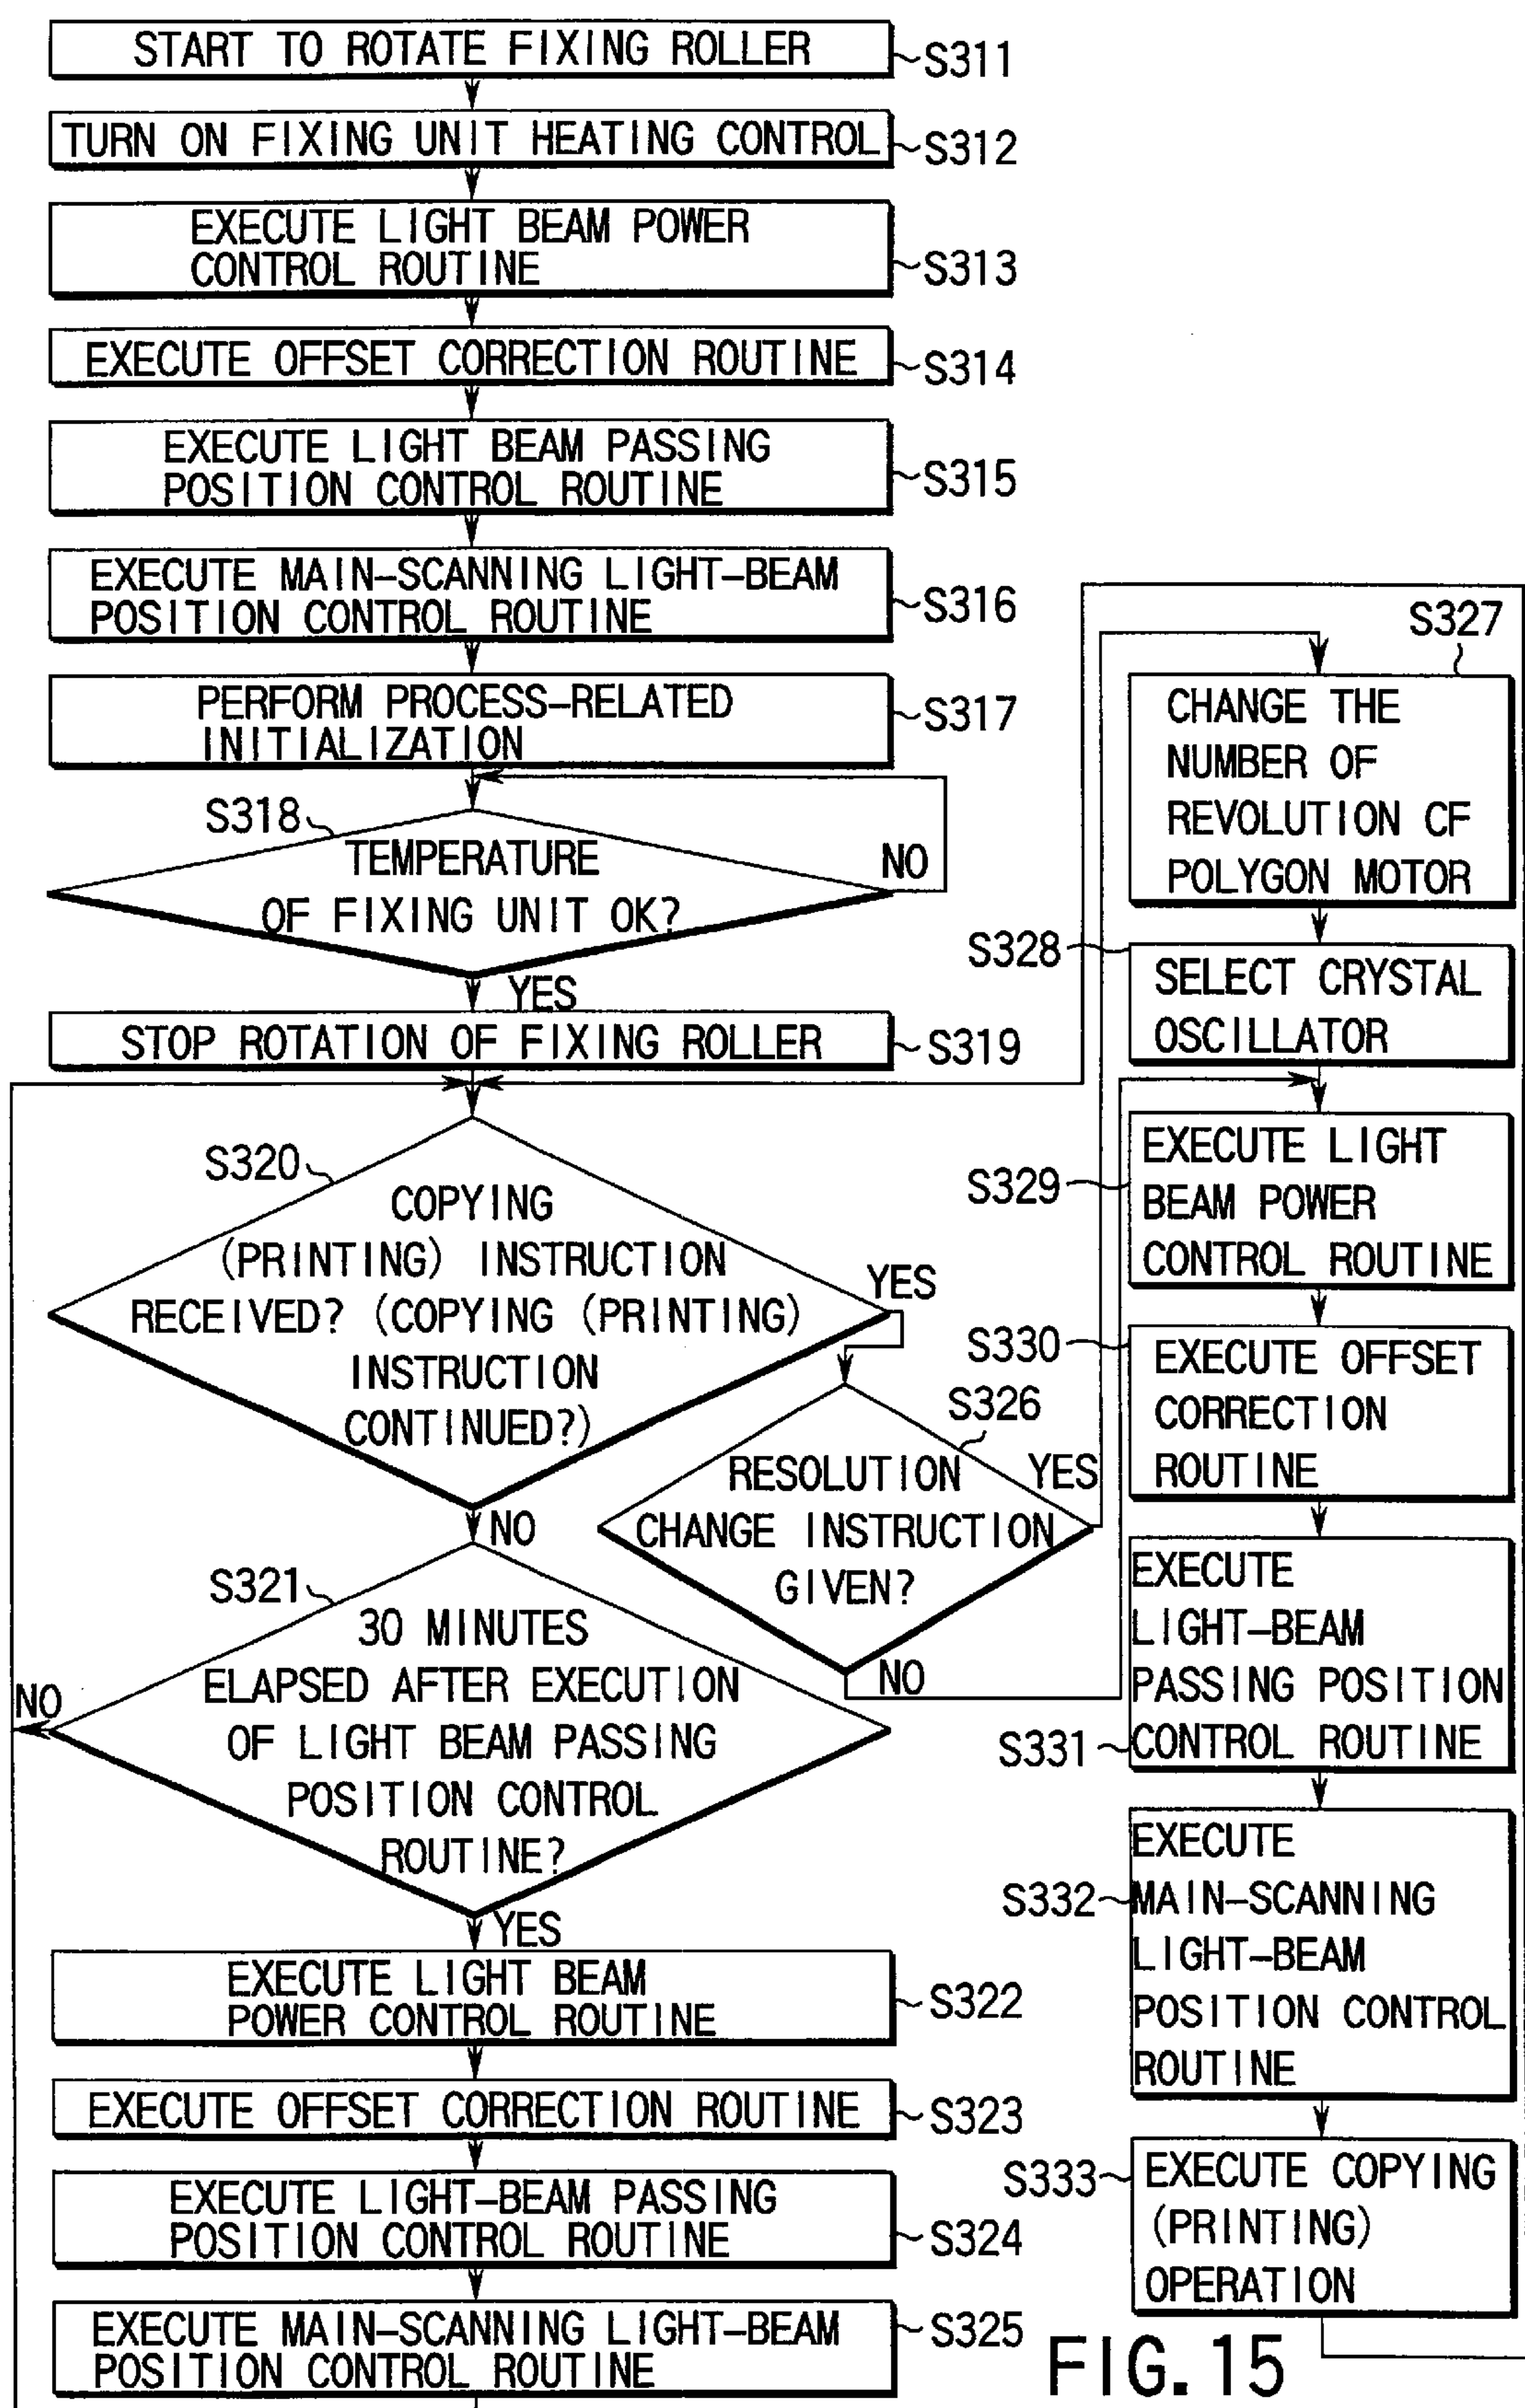 START TO ROTATE FIXING ROLLER
S311
TURN ON FIXING UNIT HEATING CONTROL
S312
EXECUTE LIGHT BEAM POWER
CONTROL ROUTINE
S313
EXECUTE OFFSET CORRECTION ROUTINE
S314
EXECUTE LIGHT BEAM PASSING
POSITION CONTROL ROUTINE
S315
EXECUTE MAIN-SCANNING LIGHT-BEAM
POSITION CONTROL ROUTINE
S316
PERFORM PROCESS-RELATED
INITIALIZATION
S317
S318
TEMPERATURE
OF FIXING UNIT OK?
NO
YES
STOP ROTATION OF FIXING ROLLER
S319
S320
COPYING
(PRINTING) INSTRUCTION
RECEIVED? (COPYING (PRINTING)
INSTRUCTION
CONTINUED?)
YES
NO
S321
30 MINUTES
ELAPSED AFTER EXECUTION
OF LIGHT BEAM PASSING
POSITION CONTROL
ROUTINE?
NO
YES
EXECUTE LIGHT BEAM
POWER CONTROL ROUTINE
S322
EXECUTE OFFSET CORRECTION ROUTINE
S323
EXECUTE LIGHT-BEAM PASSING
POSITION CONTROL ROUTINE
S324
EXECUTE MAIN-SCANNING LIGHT-BEAM
POSITION CONTROL ROUTINE
S325
S326
RESOLUTION
CHANGE INSTRUCTION
GIVEN?
YES
NO
S327
CHANGE THE
NUMBER OF
REVOLUTION CF
POLYGON MOTOR
S328
SELECT CRYSTAL
OSCILLATOR
S329
EXECUTE LIGHT
BEAM POWER
CONTROL ROUTINE
S330
EXECUTE OFFSET
CORRECTION
ROUTINE
S331
EXECUTE
LIGHT-BEAM
PASSING POSITION
CONTROL ROUTINE
S332
EXECUTE
MAIN-SCANNING
LIGHT-BEAM
POSITION CONTROL
ROUTINE
S333
EXECUTE COPYING
(PRINTING)
OPERATION
FIG. 15